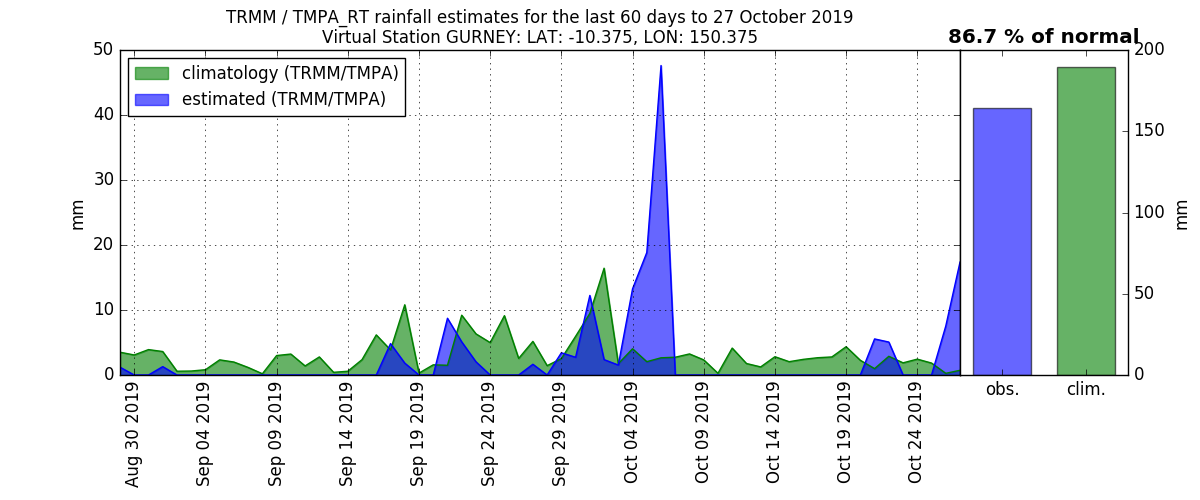 TRMM / TMPA_RT rainfall estimates for the last 60 days to 27 October 2019
Virtual Station GURNEY: LAT: -10.375, LON: 150.375
86.7 % of normal
climatology (TRMM/TMPA)
estimated (TRMM/TMPA)
50
40
30
20
10
0
mm
200
150
100
50
0
mm
obs.
clim.
Aug 30 2019
Sep 04 2019
Sep 09 2019
Sep 14 2019
Sep 19 2019
Sep 24 2019
Sep 29 2019
Oct 04 2019
Oct 09 2019
Oct 14 2019
Oct 19 2019
Oct 24 2019